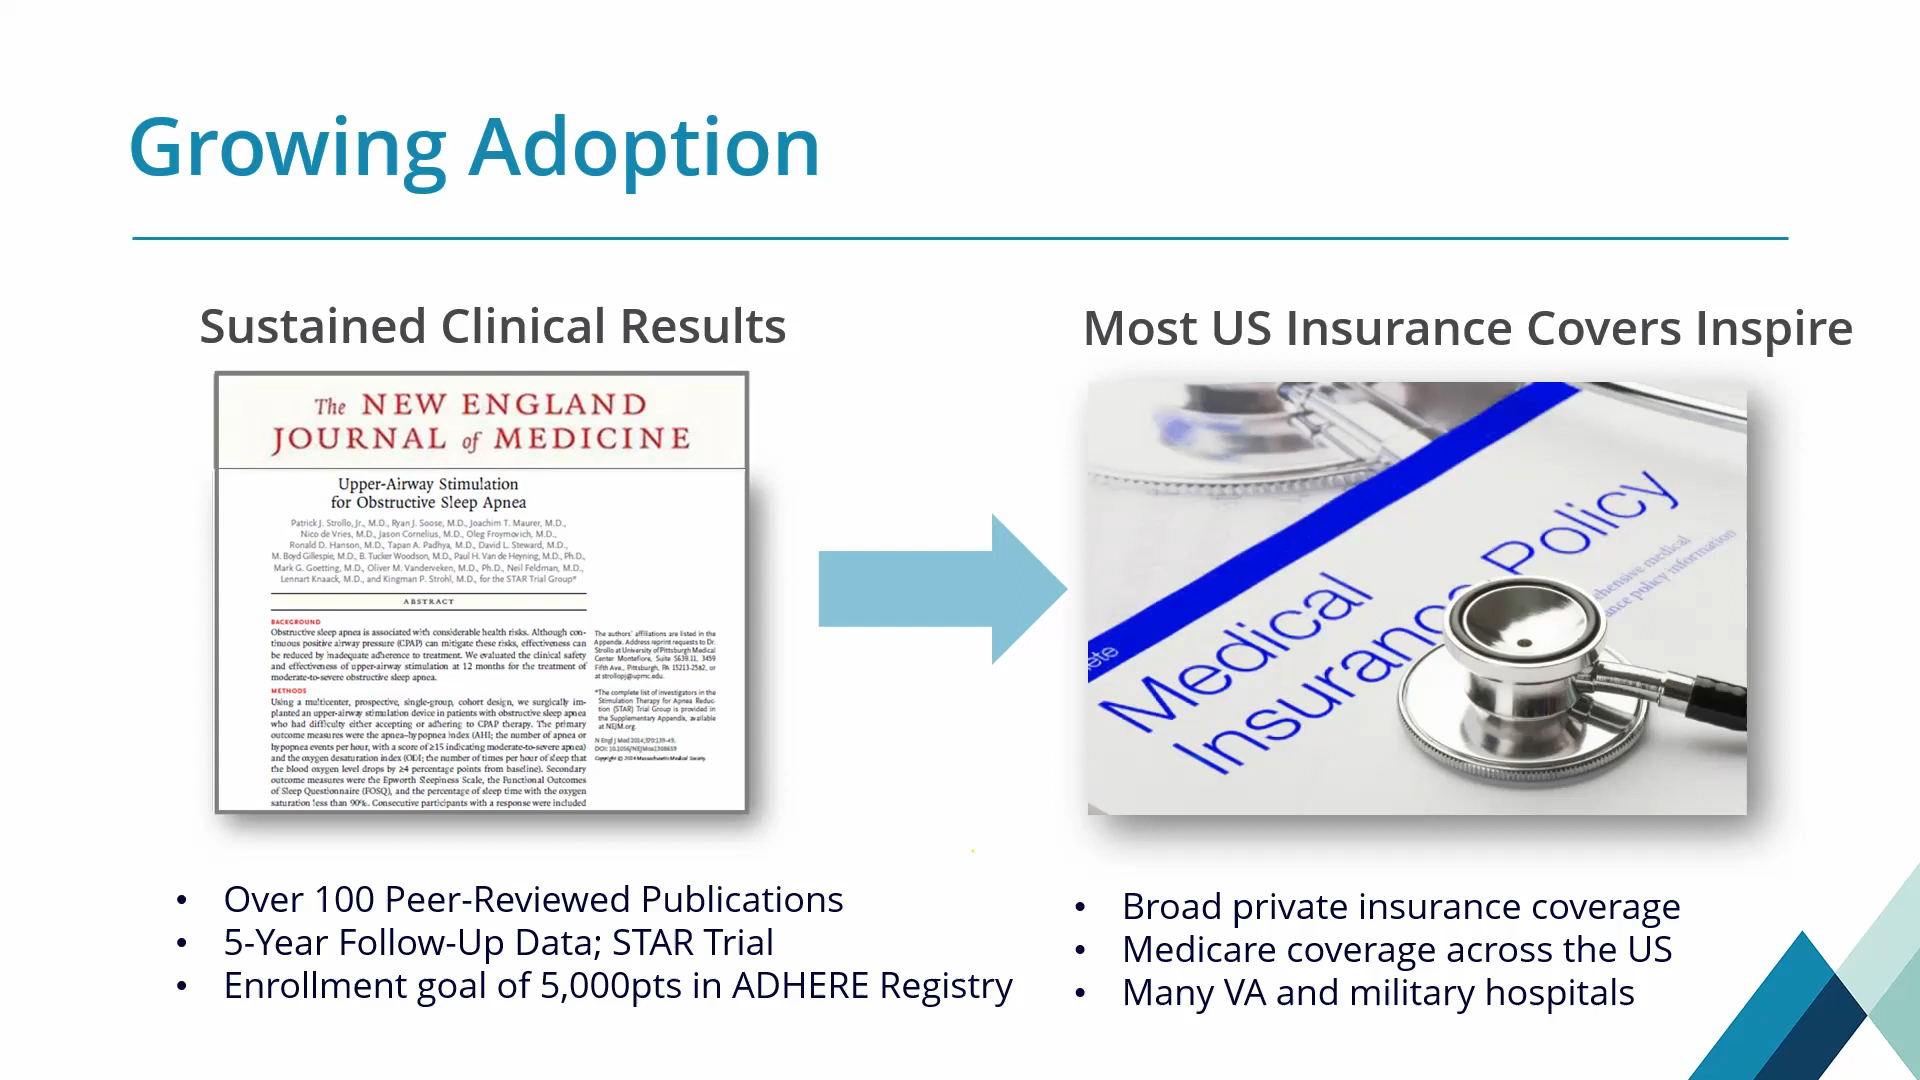 Growing Adoption
Sustained Clinical Results
The NEW ENGLAND
JOURNAL of MEDICINE
Upper-Airway Stimulation
for Obstructive Sleep Apnea
Patrick J. Strollo, Jr., M.D., Ryan J. Soose, M.D., Joachim T. Maurer, M.D.,
Nico de Vries, M.D., Jason Cornelius, M.D., Oleg Froymovich, M.D.,
Ronald D. Hanson, M.D., Tapan A. Padhya, M.D., David L. Steward, M.D.,
M. Boyd Gillespie, M.D., B. Tucker Woodson, M.D., Paul H. Van de Heyning, M.D., Ph.D.,
Mark G. Goetting, M.D., Oliver M. Vanderveken, M.D., Ph.D., Neil Feldman, M.D.,
Lennart Knaack, M.D., and Kingman P. Strohl, M.D., for the STAR Trial Group*
ABSTRACT
BACKGROUND
Obstructive sleep apnea is associated with considerable health risks. Although con-
tinuous positive airway pressure (CPAP) can mitigate these risks, effectiveness can
be reduced by inadequate adherence to treatment. We evaluated the clinical safety
and effectiveness of upper-airway stimulation at 12 months for the treatment of
moderate-to-severe obstructive sleep apnea.
METHODS
Using a multicenter, prospective, single-group, cohort design, we surgically im-
planted an upper-airway stimulation device in patients with obstructive sleep apnea
who had difficulty either accepting or adhering to CPAP therapy. The primary
outcome measures were the apnea–hypopnea index (AHI; the number of apnea or
hypopnea events per hour, with a score of ≥15 indicating moderate-to-severe apnea)
and the oxygen desaturation index (ODI; the number of times per hour of sleep that
the blood oxygen level drops by ≥4 percentage points from baseline). Secondary
outcome measures were the Epworth Sleepiness Scale, the Functional Outcomes
of Sleep Questionnaire (FOSQ), and the percentage of sleep time with the oxygen
saturation less than 90%. Consecutive participants with a response were included
The authors' affiliations are listed in the
Appendix. Address reprint requests to Dr.
Strollo at University of Pittsburgh Medical
Center Montefiore, Suite S639.11, 3459
Fifth Ave., Pittsburgh, PA 15213-2582, or
at strollopj@upmc.edu.
*The complete list of investigators in the
Stimulation Therapy for Apnea Reduc-
tion (STAR) Trial Group is provided in
the Supplementary Appendix, available
at NEJM.org.
N Engl J Med 2014;370:139-49.
DOI: 10.1056/NEJMoa1308659
Copyright © 2014 Massachusetts Medical Society.
• Over 100 Peer-Reviewed Publications
• 5-Year Follow-Up Data; STAR Trial
• Enrollment goal of 5,000pts in ADHERE Registry
Most US Insurance Covers Inspire
Medical
Insurance Policy
hensive medical
ance policy information
• Broad private insurance coverage
• Medicare coverage across the US
• Many VA and military hospitals